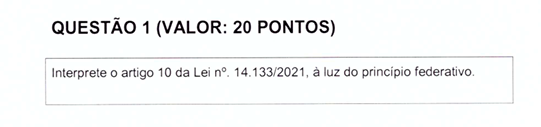 QUESTÃO 1 (VALOR: 20 PONTOS)
Interprete o artigo 10 da Lei nº. 14.133/2021, à luz do princípio federativo.